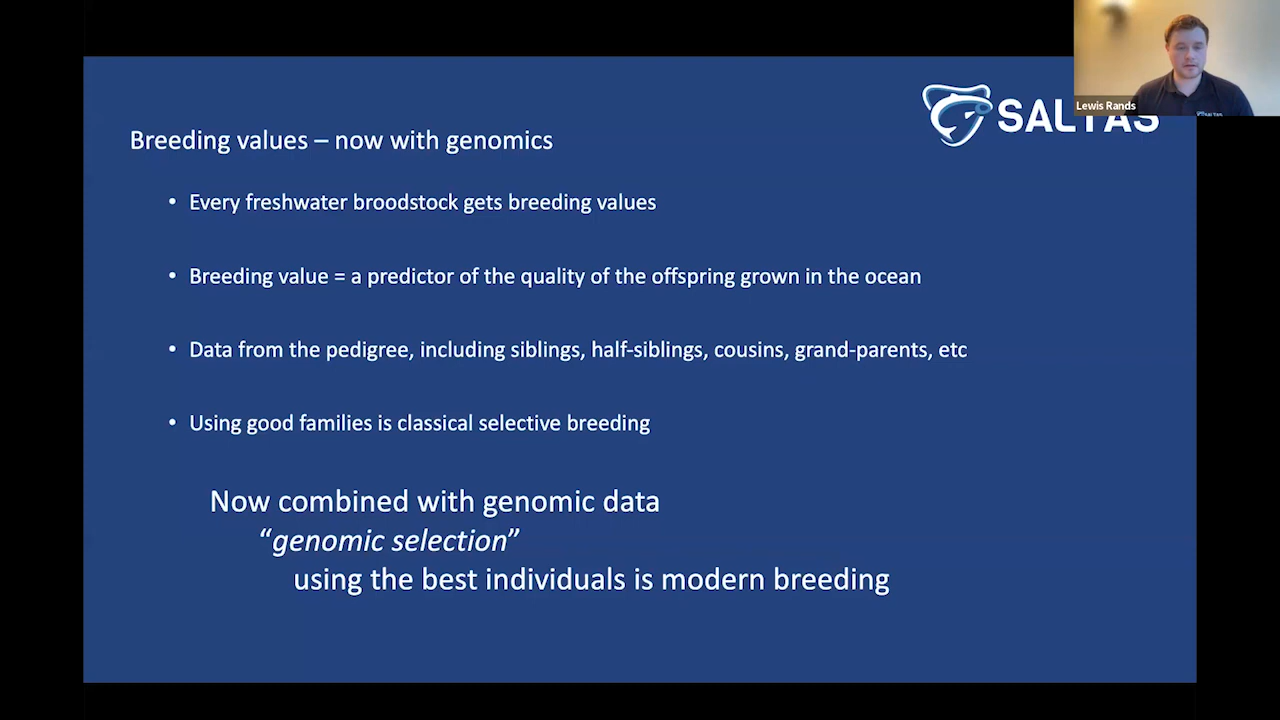 Lewis Rands
SALTAS
Breeding values – now with genomics
• Every freshwater broodstock gets breeding values
• Breeding value = a predictor of the quality of the offspring grown in the ocean
• Data from the pedigree, including siblings, half-siblings, cousins, grand-parents, etc
• Using good families is classical selective breeding
Now combined with genomic data
“genomic selection”
using the best individuals is modern breeding